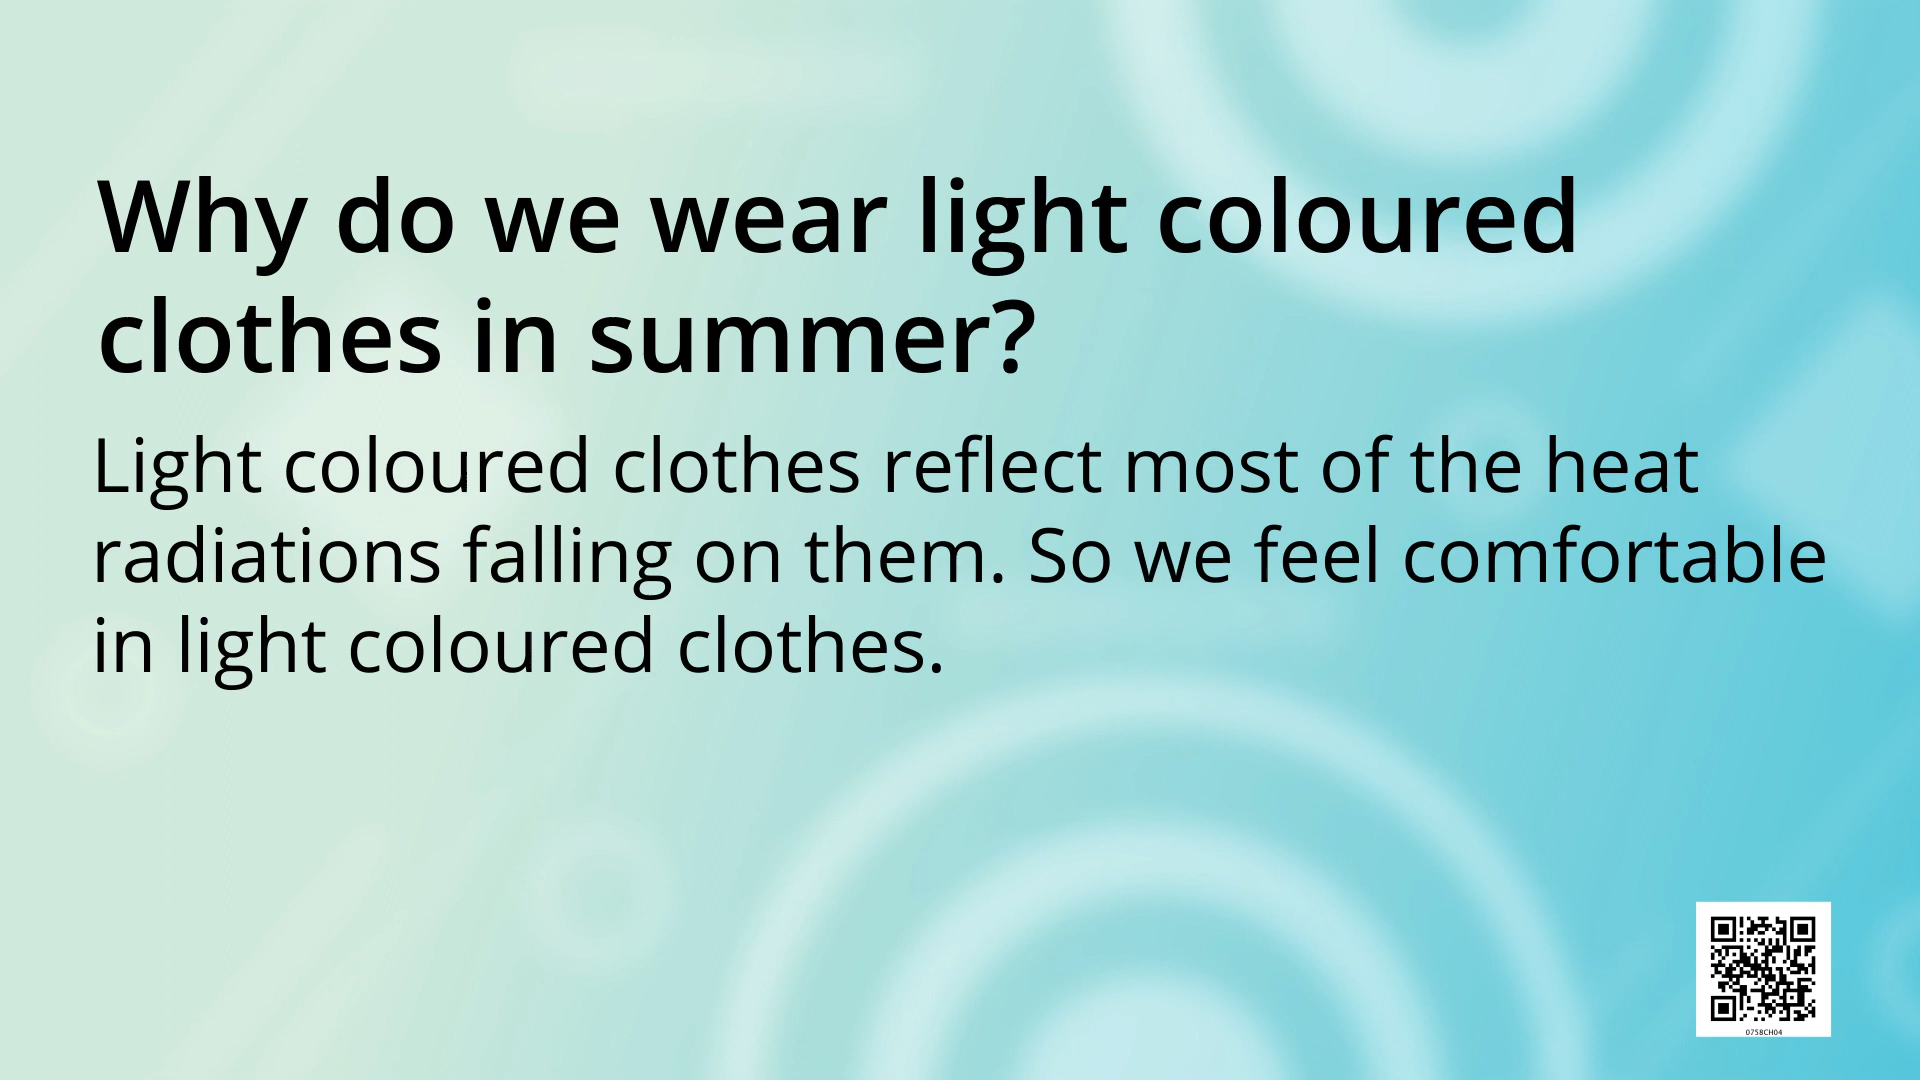 Why do we wear light coloured
clothes in summer?
Light coloured clothes reflect most of the heat
radiations falling on them. So we feel comfortable
in light coloured clothes.
0758CH04